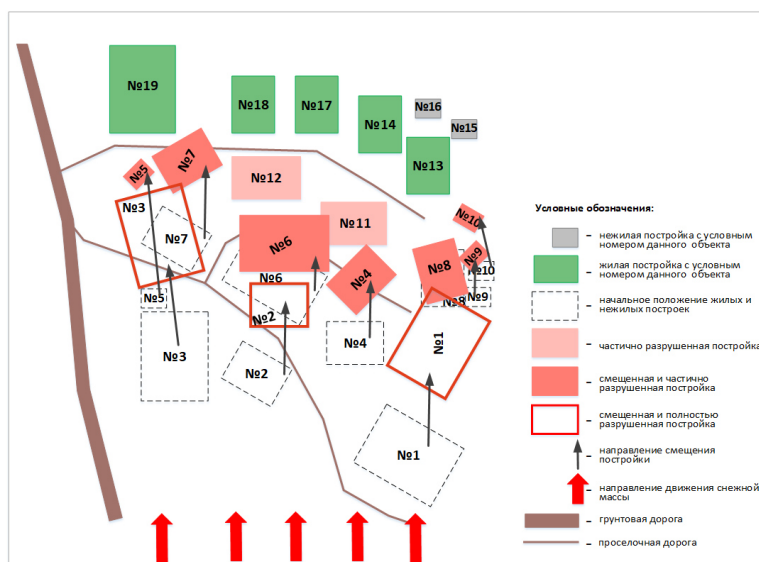 №19
№18
№17
№14
№16
№15
№13
№5
№7
№12
№3
№7
№11
№10
№6
№8
№9
№10
№4
№6
№5
№8
№9
№2
№3
№4
№1
№2
№1
Условные обозначения:
– нежилая постройка с условным
номером данного объекта
– жилая постройка с условным
номером данного объекта
– начальное положение жилых и
нежилых построек
– частично разрушенная постройка
– смещенная и частично
разрушенная постройка
– смещенная и полностью
разрушенная постройка
– направление смещения
постройки
– направление движения снежной
массы
– грунтовая дорога
– проселочная дорога